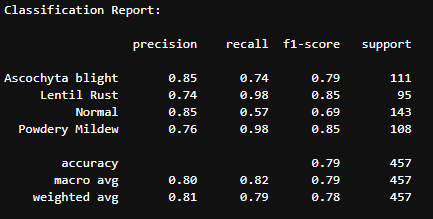 Classification Report:
precision recall f1-score support
Ascochyta blight 0.85 0.74 0.79 111
Lentil Rust 0.74 0.98 0.85 95
Normal 0.85 0.57 0.69 143
Powdery Mildew 0.76 0.98 0.85 108
accuracy 0.79 457
macro avg 0.80 0.82 0.79 457
weighted avg 0.81 0.79 0.78 457